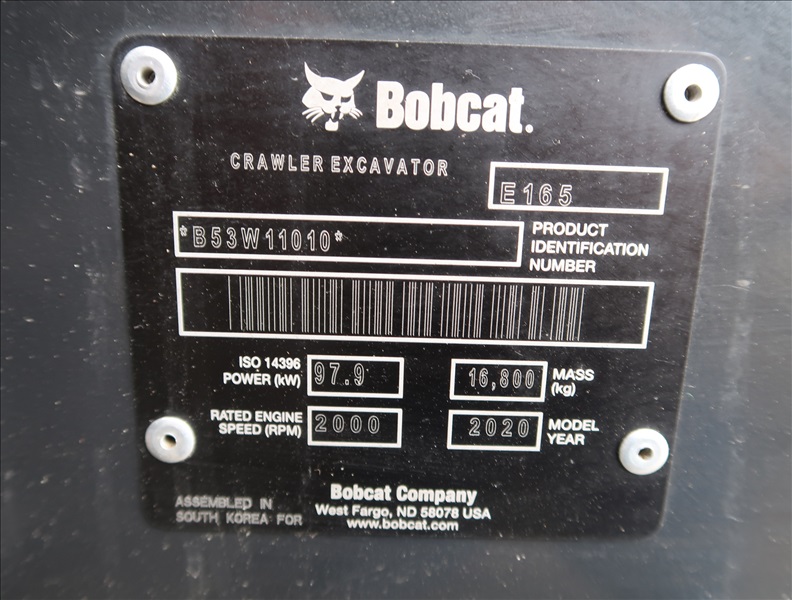 Bobcat.
CRAWLER EXCAVATOR
E165
*B53W11010*
PRODUCT
IDENTIFICATION
NUMBER
ISO 14396
POWER (kW)
97.9
16,800
MASS
(kg)
RATED ENGINE
SPEED (RPM)
2000
2020
MODEL
YEAR
Bobcat Company
West Fargo, ND 58078 USA
www.bobcat.com
ASSEMBLED IN
SOUTH KOREA FOR